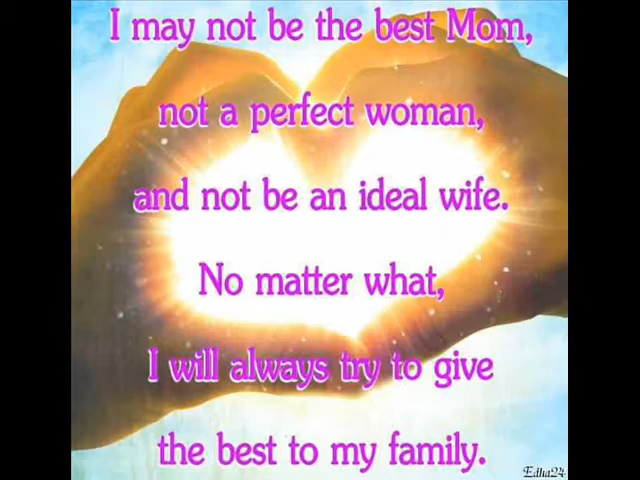 I may not be the best Mom,
not a perfect woman,
and not be an ideal wife.
No matter what,
I will always try to give
the best to my family.
Edha24